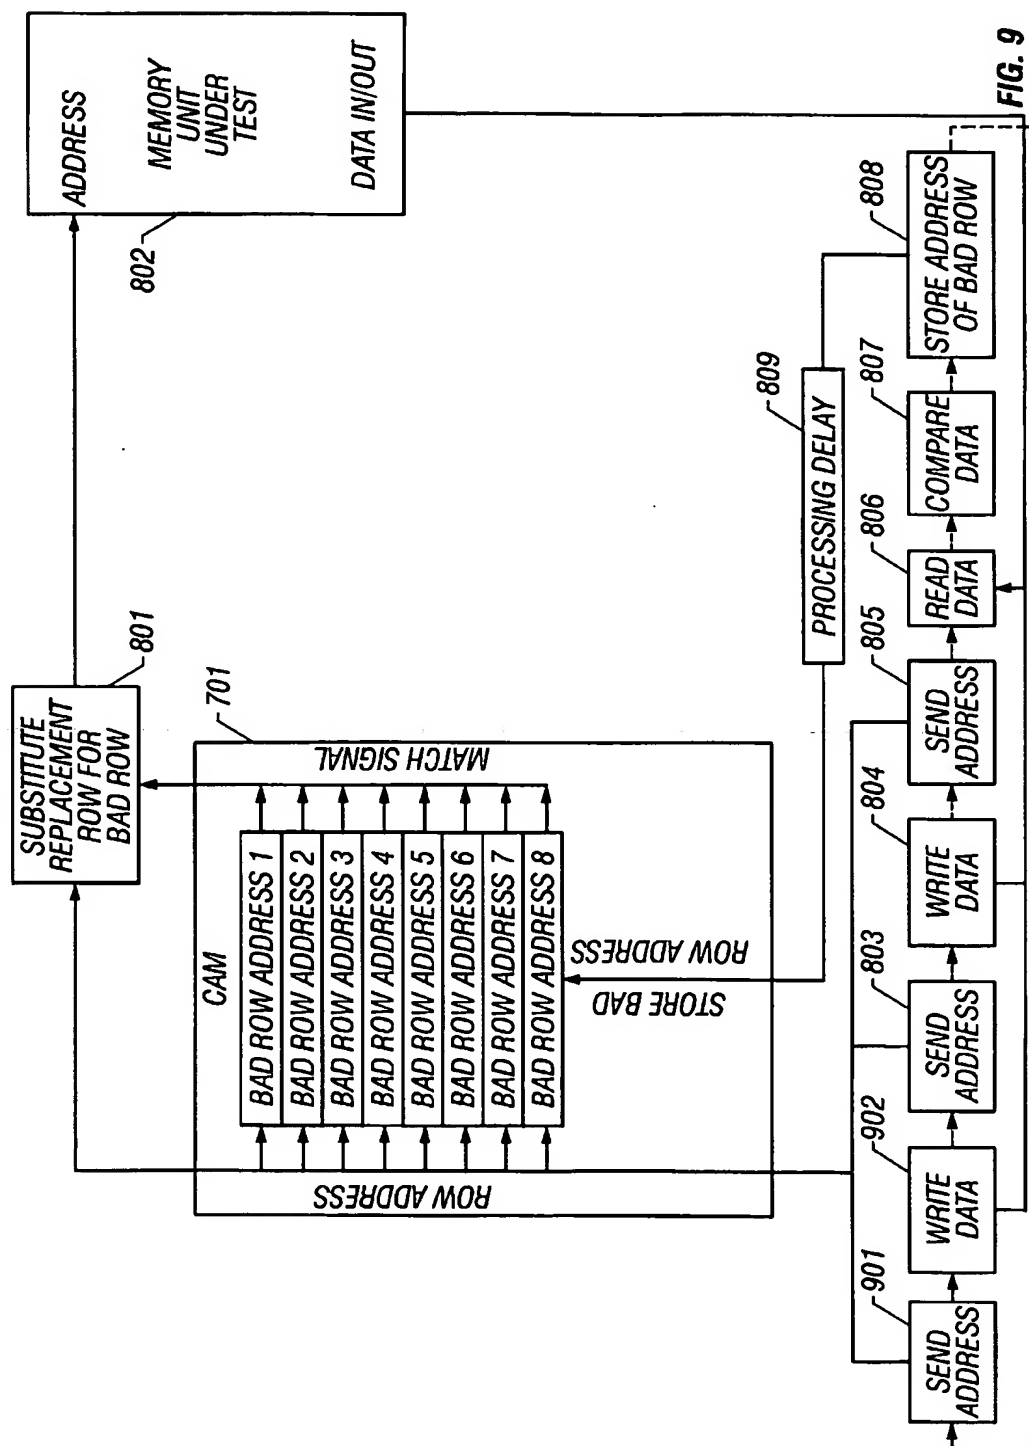 SUBSTITUTE
REPLACEMENT
ROW FOR
BAD ROW
801
ADDRESS
MEMORY
UNIT
UNDER
TEST
DATA IN/OUT
802
701
CAM
ROW ADDRESS
BAD ROW ADDRESS 1
BAD ROW ADDRESS 2
BAD ROW ADDRESS 3
BAD ROW ADDRESS 4
BAD ROW ADDRESS 5
BAD ROW ADDRESS 6
BAD ROW ADDRESS 7
BAD ROW ADDRESS 8
MATCH SIGNAL
STORE BAD
ROW ADDRESS
PROCESSING DELAY
809
901
SEND
ADDRESS
902
WRITE
DATA
803
SEND
ADDRESS
804
WRITE
DATA
805
SEND
ADDRESS
806
READ
DATA
807
COMPARE
DATA
808
STORE ADDRESS
OF BAD ROW
FIG. 9